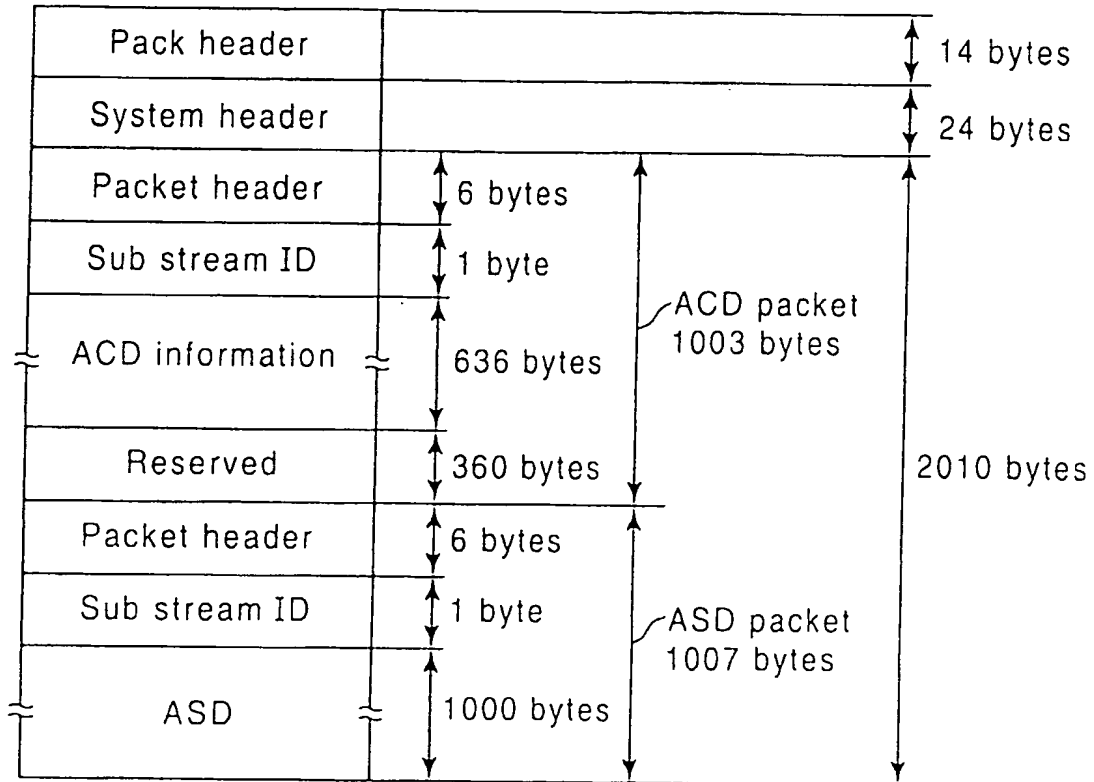 Pack header
14 bytes
System header
24 bytes
Packet header
6 bytes
Sub stream ID
1 byte
ACD packet
1003 bytes
ACD information
636 bytes
Reserved
360 bytes
2010 bytes
Packet header
6 bytes
Sub stream ID
1 byte
ASD packet
1007 bytes
ASD
1000 bytes